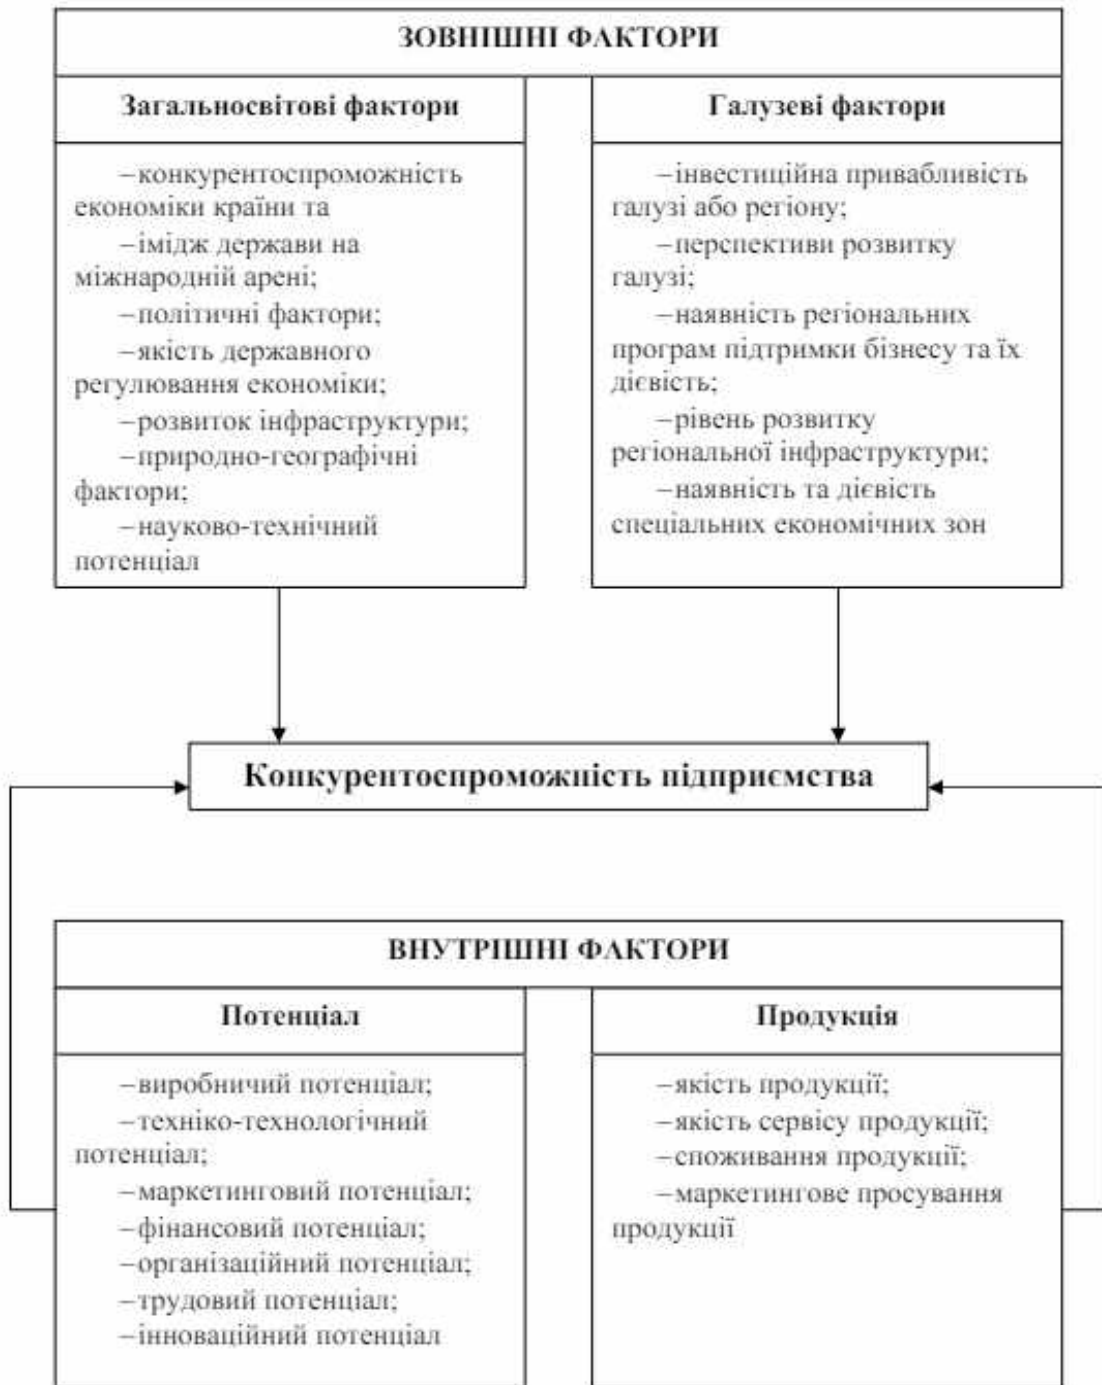 ЗОВНІШНІ ФАКТОРИ
Загальносвітові фактори
–конкурентоспроможність
економіки країни та
–імідж держави на
міжнародній арені;
–політичні фактори;
–якість державного
регулювання економіки;
–розвиток інфраструктури;
–природно-географічні
фактори;
–науково-технічний
потенціал
Галузеві фактори
–інвестиційна привабливість
галузі або регіону;
–перспективи розвитку
галузі;
–наявність регіональних
програм підтримки бізнесу та їх
дієвість;
–рівень розвитку
регіональної інфраструктури;
–наявність та дієвість
спеціальних економічних зон
Конкурентоспроможність підприємства
ВНУТРІШНІ ФАКТОРИ
Потенціал
–виробничий потенціал;
–техніко-технологічний
потенціал;
–маркетинговий потенціал;
–фінансовий потенціал;
–організаційний потенціал;
–трудовий потенціал;
–інноваційний потенціал
Продукція
–якість продукції;
–якість сервісу продукції;
–споживання продукції;
–маркетингове просування
продукції